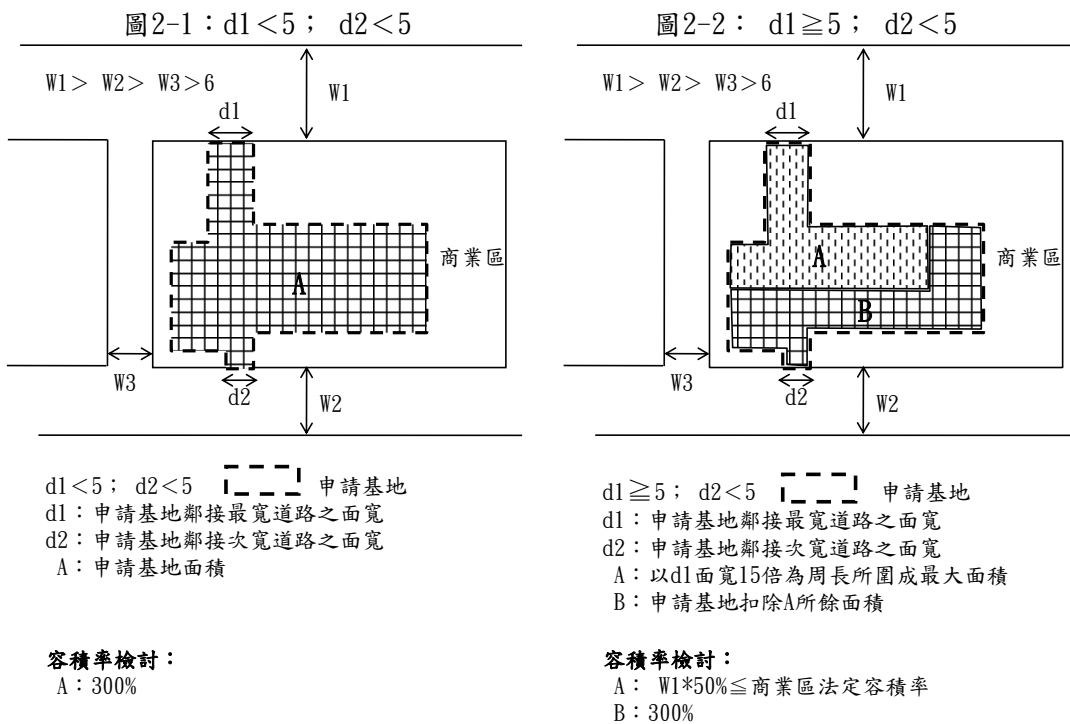 圖2-1：d1＜5； d2＜5
W1＞ W2＞ W3＞6
W1
d1
商業區
A
W3
d2
W2
d1＜5； d2＜5 申請基地
d1：申請基地鄰接最寬道路之面寬
d2：申請基地鄰接次寬道路之面寬
A：申請基地面積
容積率檢討：
A：300%
圖2-2： d1≧5； d2＜5
W1＞ W2＞ W3＞6
W1
d1
商業區
A
B
W3
d2
W2
d1≧5； d2＜5 申請基地
d1：申請基地鄰接最寬道路之面寬
d2：申請基地鄰接次寬道路之面寬
A：以d1面寬15倍為周長所圍成最大面積
B：申請基地扣除A所餘面積
容積率檢討：
A： W1*50%≦商業區法定容積率
B：300%